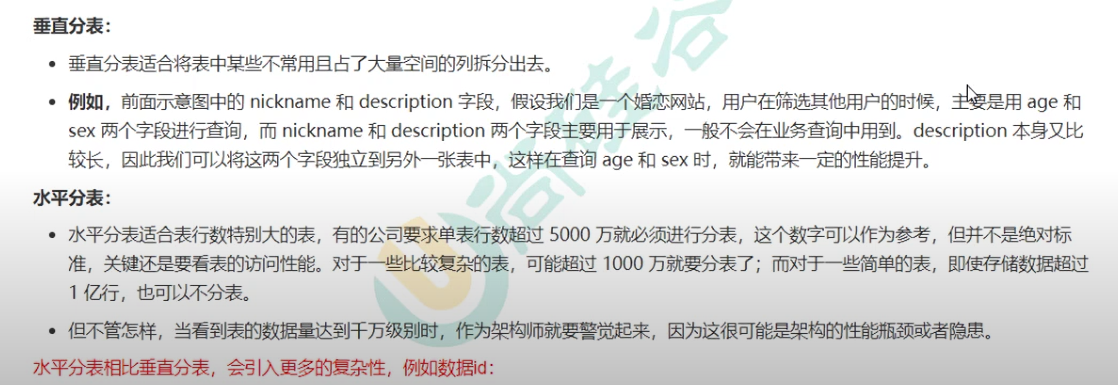 垂直分表：
• 垂直分表适合将表中某些不常用且占了大量空间的列拆分出去。
• 例如，前面示意图中的 nickname 和 description 字段，假设我们是一个婚恋网站，用户在筛选其他用户的时候，主要是用 age 和
sex 两个字段进行查询，而 nickname 和 description 两个字段主要用于展示，一般不会在业务查询中用到。description 本身又比
较长，因此我们可以将这两个字段独立到另外一张表中，这样在查询 age 和 sex 时，就能带来一定的性能提升。
水平分表：
• 水平分表适合表行数特别大的表，有的公司要求单表行数超过 5000 万就必须进行分表，这个数字可以作为参考，但并不是绝对标
准，关键还是要看表的访问性能。对于一些比较复杂的表，可能超过 1000 万就要分表了；而对于一些简单的表，即使存储数据超过
1 亿行，也可以不分表。
• 但不管怎样，当看到表的数据量达到千万级别时，作为架构师就要警觉起来，因为这很可能是架构的性能瓶颈或者隐患。
水平分表相比垂直分表，会引入更多的复杂性，例如数据id：
尚硅谷